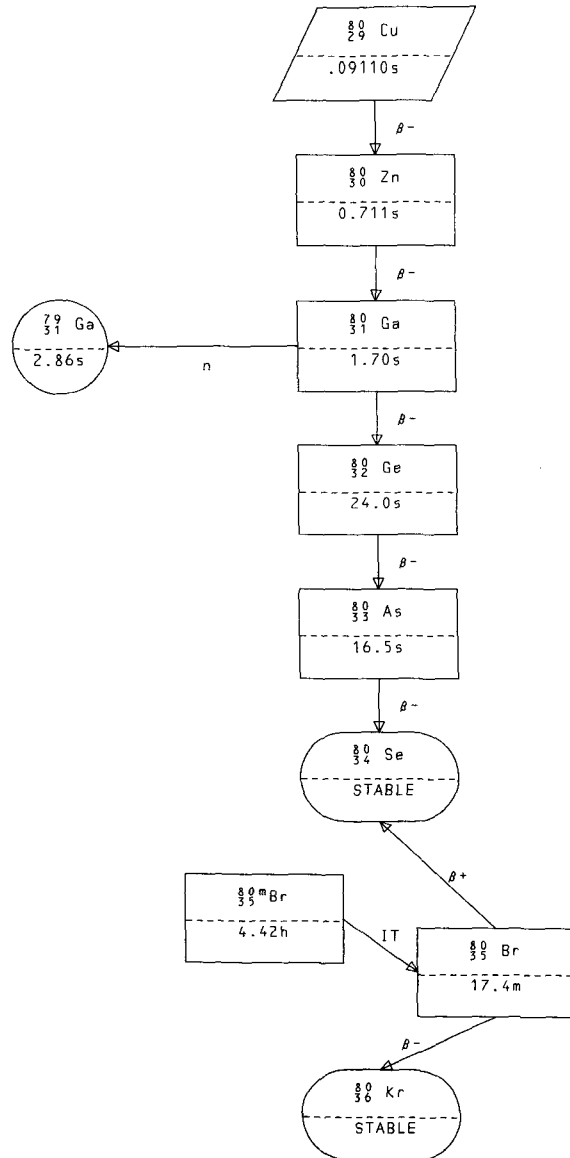 80
29 Cu
.09110s
β-
80
30 Zn
0.711s
β-
79
31 Ga
2.86s
n
80
31 Ga
1.70s
β-
80
32 Ge
24.0s
β-
80
33 As
16.5s
β-
80
34 Se
STABLE
β+
80
35 mBr
4.42h
IT
80
35 Br
17.4m
β-
80
36 Kr
STABLE